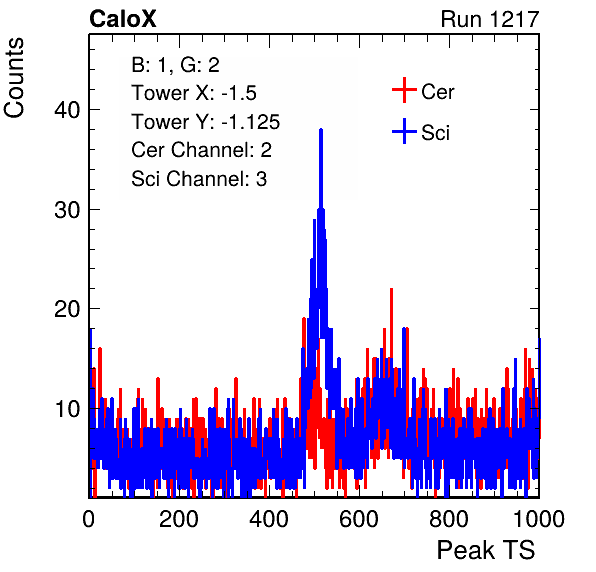 CaloX Run 1217
Counts
B: 1, G: 2
Tower X: -1.5
Tower Y: -1.125
Cer Channel: 2
Sci Channel: 3
Cer
Sci
40
30
20
10
0 200 400 600 800 1000
Peak TS